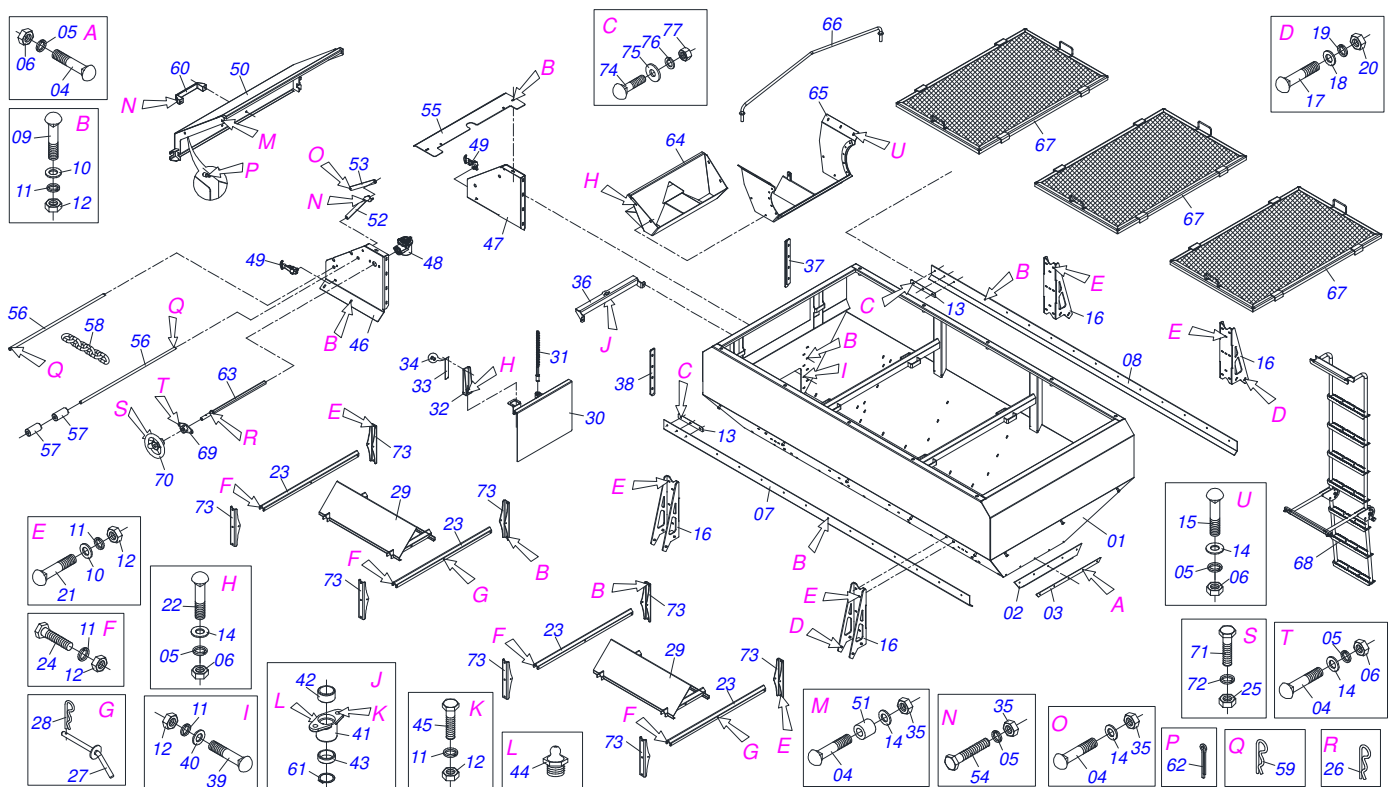 A
05
06
04
B
09
10
11
12
60
50
N
M
P
55
B
49
O
53
N
52
47
48
49
46
B
C
77
76
75
74
66
65
U
64
H
67
67
67
D
19
20
18
17
37
36
J
C
13
B
E
16
E
16
D
08
56
58
Q
56
Q
57
57
T
63
S
R
69
70
34
33
32
H
31
30
38
B
I
C
13
E
73
23
F
73
29
73
23
F
G
B
73
E
16
07
B
01
02
03
A
E
D
16
68
B
73
23
F
73
29
73
23
F
G
E
73
E
11
12
10
21
F
11
24
12
G
28
27
H
22
14
05
06
I
11
12
40
39
J
42
L
K
41
43
61
K
45
11
12
L
44
M
51
35
14
04
N
35
05
54
O
35
14
04
P
62
Q
59
R
26
S
71
72
25
T
05
06
14
04
U
15
14
05
06